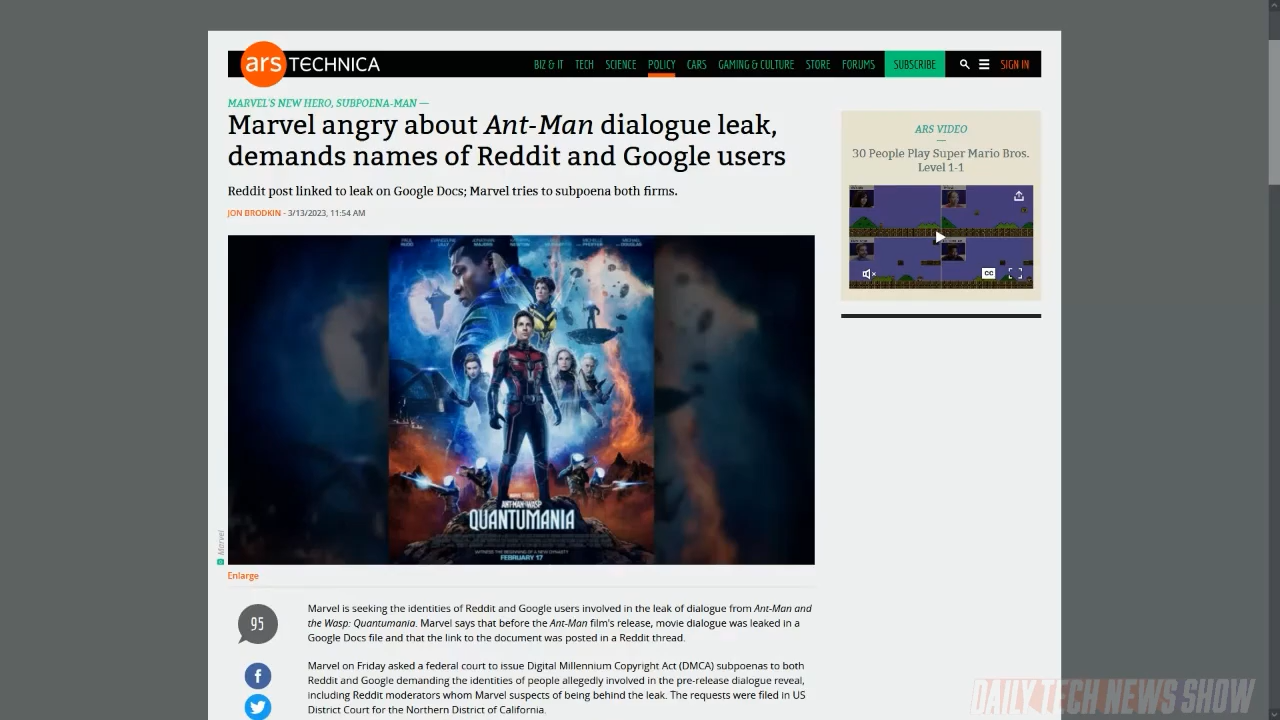 ars TECHNICA
BIZ & IT TECH SCIENCE POLICY CARS GAMING & CULTURE STORE FORUMS SUBSCRIBE SIGN IN
MARVEL'S NEW HERO, SUBPOENA-MAN —
Marvel angry about Ant-Man dialogue leak,
demands names of Reddit and Google users
Reddit post linked to leak on Google Docs; Marvel tries to subpoena both firms.
JON BRODKIN - 3/13/2023, 11:54 AM
MARVEL STUDIOS
ANT-MAN AND THE WASP
QUANTUMANIA
WITNESS THE BEGINNING OF A NEW DYNASTY
FEBRUARY 17
Marvel
Enlarge
95
Marvel is seeking the identities of Reddit and Google users involved in the leak of dialogue from Ant-Man and
the Wasp: Quantumania. Marvel says that before the Ant-Man film's release, movie dialogue was leaked in a
Google Docs file and that the link to the document was posted in a Reddit thread.
Marvel on Friday asked a federal court to issue Digital Millennium Copyright Act (DMCA) subpoenas to both
Reddit and Google demanding the identities of people allegedly involved in the pre-release dialogue reveal,
including Reddit moderators whom Marvel suspects of being behind the leak. The requests were filed in US
District Court for the Northern District of California.
ARS VIDEO
—
30 People Play Super Mario Bros.
Level 1-1
CC
DAILY TECH NEWS SHOW